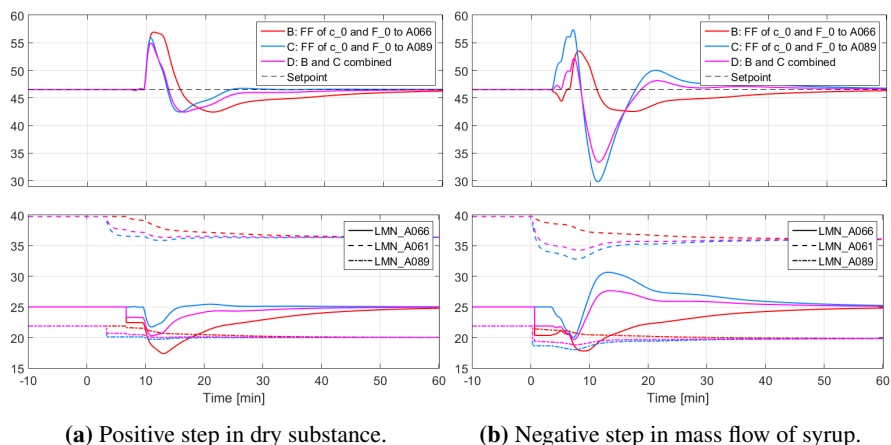 60
55
50
45
40
35
30
B: FF of c_0 and F_0 to A066
C: FF of c_0 and F_0 to A089
D: B and C combined
Setpoint
40
35
30
25
20
15
LMN_A066
LMN_A061
LMN_A089
-10 0 10 20 30 40 50 60
Time [min]
(a) Positive step in dry substance.
60
55
50
45
40
35
30
B: FF of c_0 and F_0 to A066
C: FF of c_0 and F_0 to A089
D: B and C combined
Setpoint
40
35
30
25
20
15
LMN_A066
LMN_A061
LMN_A089
-10 0 10 20 30 40 50 60
Time [min]
(b) Negative step in mass flow of syrup.